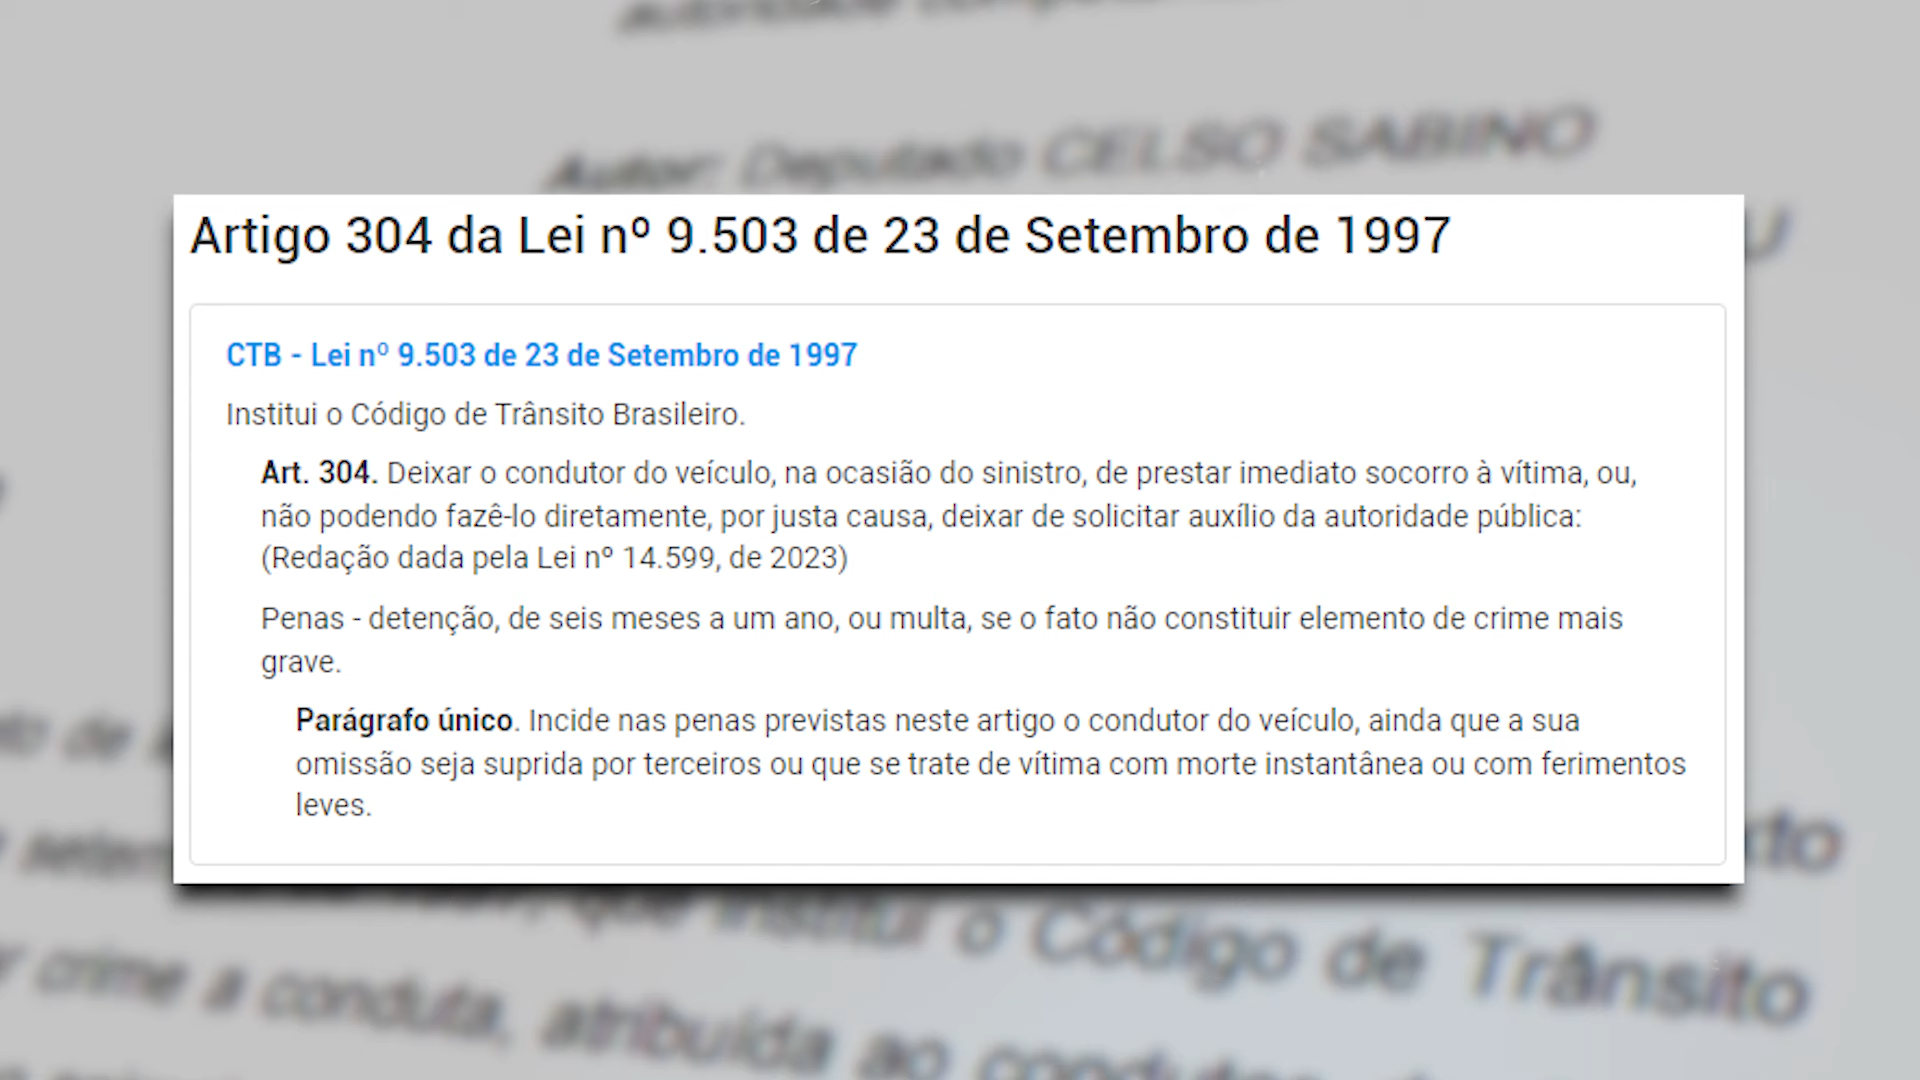 Autor: Deputado CELSO SABINO
Artigo 304 da Lei nº 9.503 de 23 de Setembro de 1997
CTB - Lei nº 9.503 de 23 de Setembro de 1997
Institui o Código de Trânsito Brasileiro.
Art. 304. Deixar o condutor do veículo, na ocasião do sinistro, de prestar imediato socorro à vítima, ou,
não podendo fazê-lo diretamente, por justa causa, deixar de solicitar auxílio da autoridade pública:
(Redação dada pela Lei nº 14.599, de 2023)
Penas - detenção, de seis meses a um ano, ou multa, se o fato não constituir elemento de crime mais
grave.
Parágrafo único. Incide nas penas previstas neste artigo o condutor do veículo, ainda que a sua
omissão seja suprida por terceiros ou que se trate de vítima com morte instantânea ou com ferimentos
leves.
que institui o Código de Trânsito
crime a conduta, atribuída ao